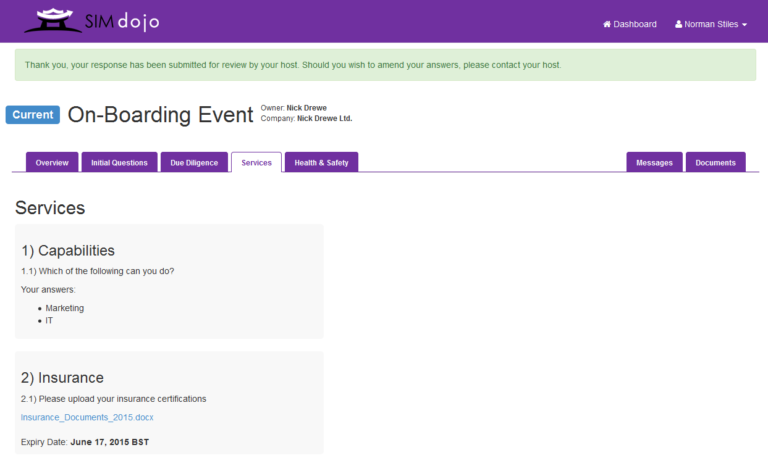 SIMdojo
Dashboard
Norman Stiles
Thank you, your response has been submitted for review by your host. Should you wish to amend your answers, please contact your host.
Current
On-Boarding Event
Owner: Nick Drewe
Company: Nick Drewe Ltd.
Overview
Initial Questions
Due Diligence
Services
Health & Safety
Messages
Documents
Services
1) Capabilities
1.1) Which of the following can you do?
Your answers:
Marketing
IT
2) Insurance
2.1) Please upload your insurance certifications
Insurance_Documents_2015.docx
Expiry Date: June 17, 2015 BST